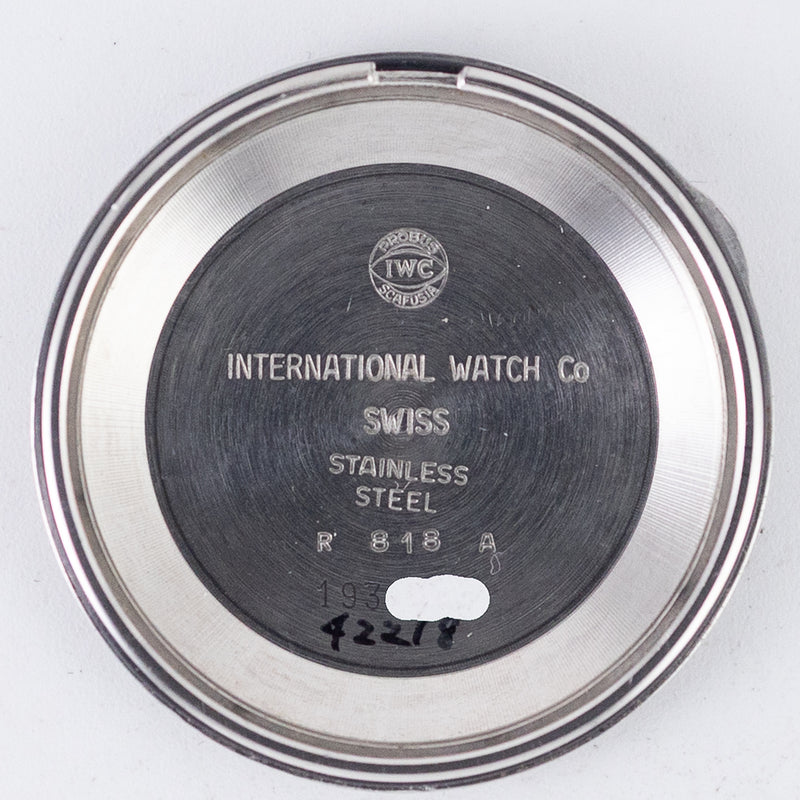 PROBUS
IWC
SCAFUSIA
INTERNATIONAL WATCH Co
SWISS
STAINLESS
STEEL
R 818 A
193
42218